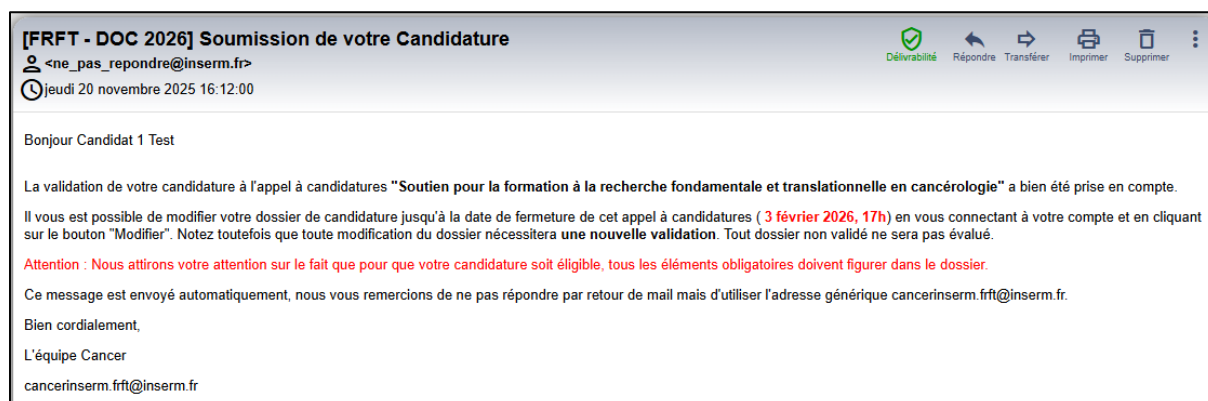 [FRFT - DOC 2026] Soumission de votre Candidature
<ne_pas_repondre@inserm.fr>
jeudi 20 novembre 2025 16:12:00
Délivrabilité Répondre Transférer Imprimer Supprimer
Bonjour Candidat 1 Test
La validation de votre candidature à l'appel à candidatures "Soutien pour la formation à la recherche fondamentale et translationnelle en cancérologie" a bien été prise en compte.
Il vous est possible de modifier votre dossier de candidature jusqu'à la date de fermeture de cet appel à candidatures ( 3 février 2026, 17h) en vous connectant à votre compte et en cliquant
sur le bouton "Modifier". Notez toutefois que toute modification du dossier nécessitera une nouvelle validation. Tout dossier non validé ne sera pas évalué.
Attention : Nous attirons votre attention sur le fait que pour que votre candidature soit éligible, tous les éléments obligatoires doivent figurer dans le dossier.
Ce message est envoyé automatiquement, nous vous remercions de ne pas répondre par retour de mail mais d'utiliser l'adresse générique cancerinserm.frft@inserm.fr.
Bien cordialement,
L'équipe Cancer
cancerinserm.frft@inserm.fr